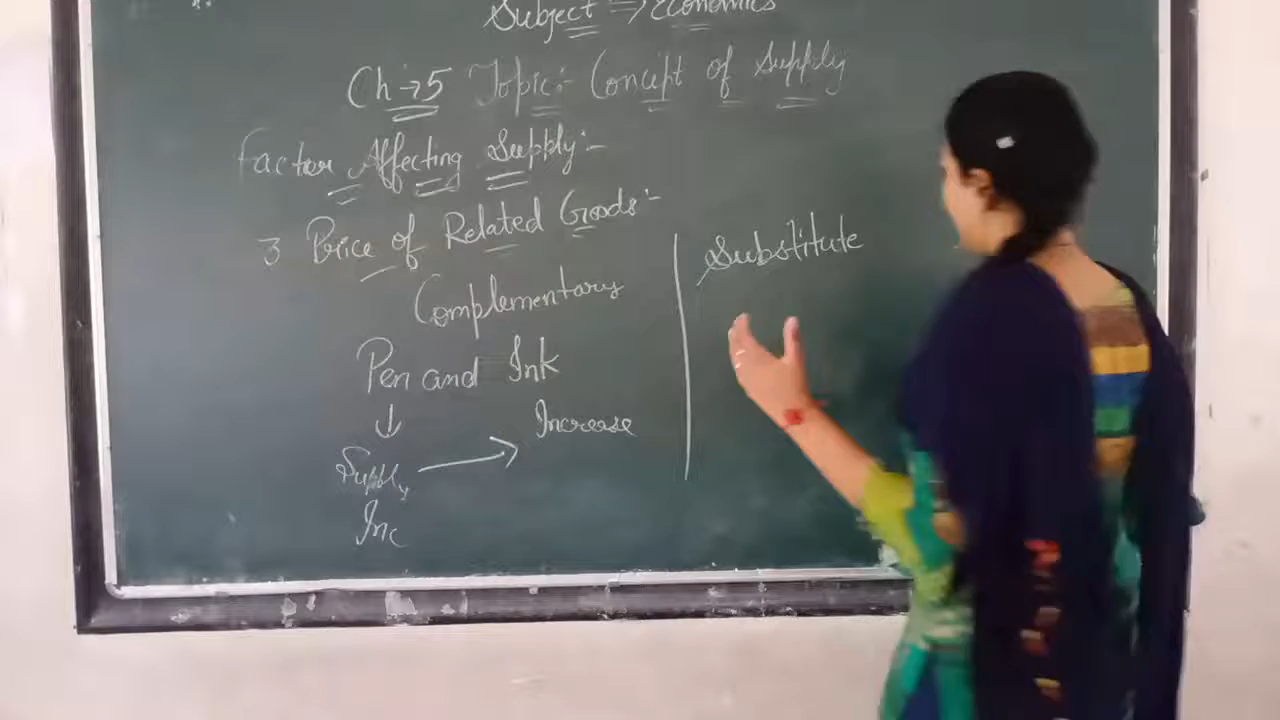 Subject → Economics
Ch → 5 Topic:- Concept of Supply
Factor Affecting Supply:-
3 Price of Related Goods:-
Complementary
Substitute
Pen and Ink
↓
Increase
Supply →
Inc